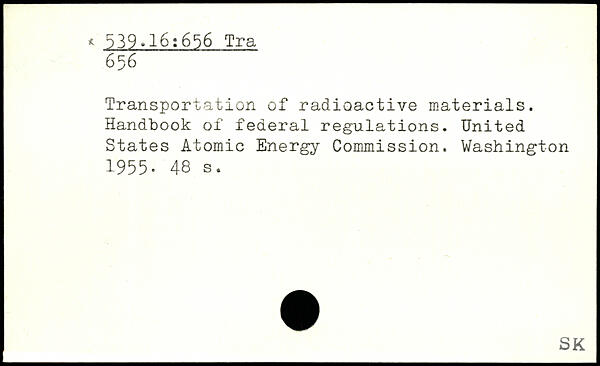 × 539.16:656 Tra
656
Transportation of radioactive materials.
Handbook of federal regulations. United
States Atomic Energy Commission. Washington
1955. 48 s.
SK